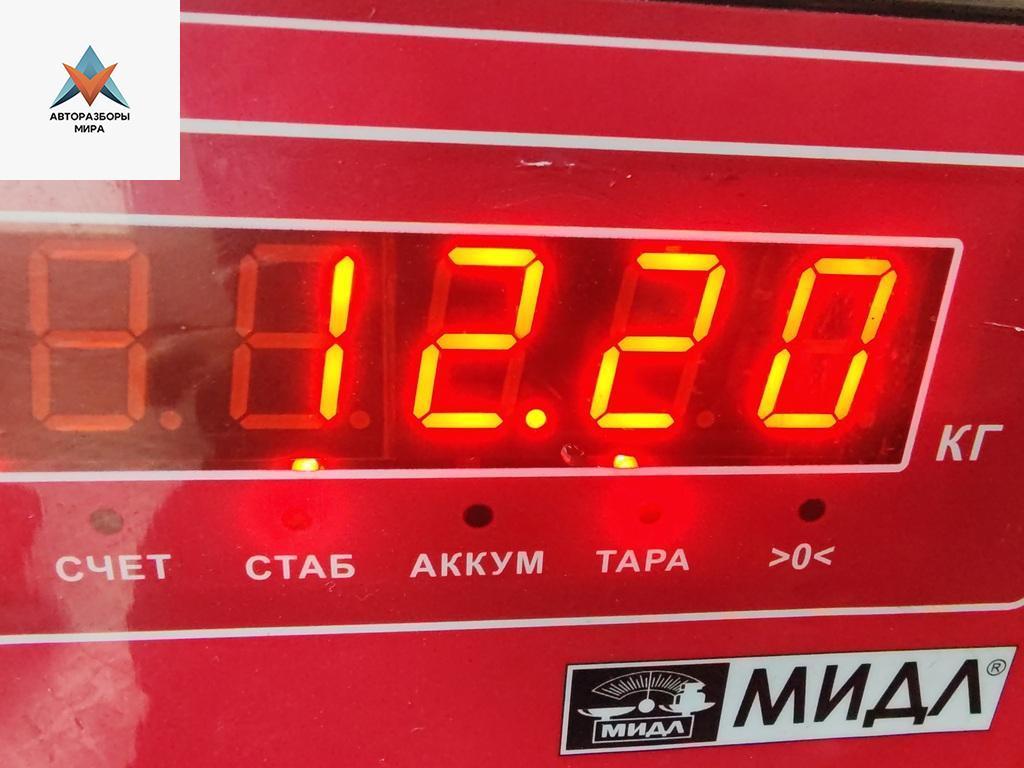 АВТОРАЗБОРЫ
МИРА
12.20
КГ
СЧЕТ СТАБ АККУМ ТАРА >0<
МИДЛ МИДЛ®